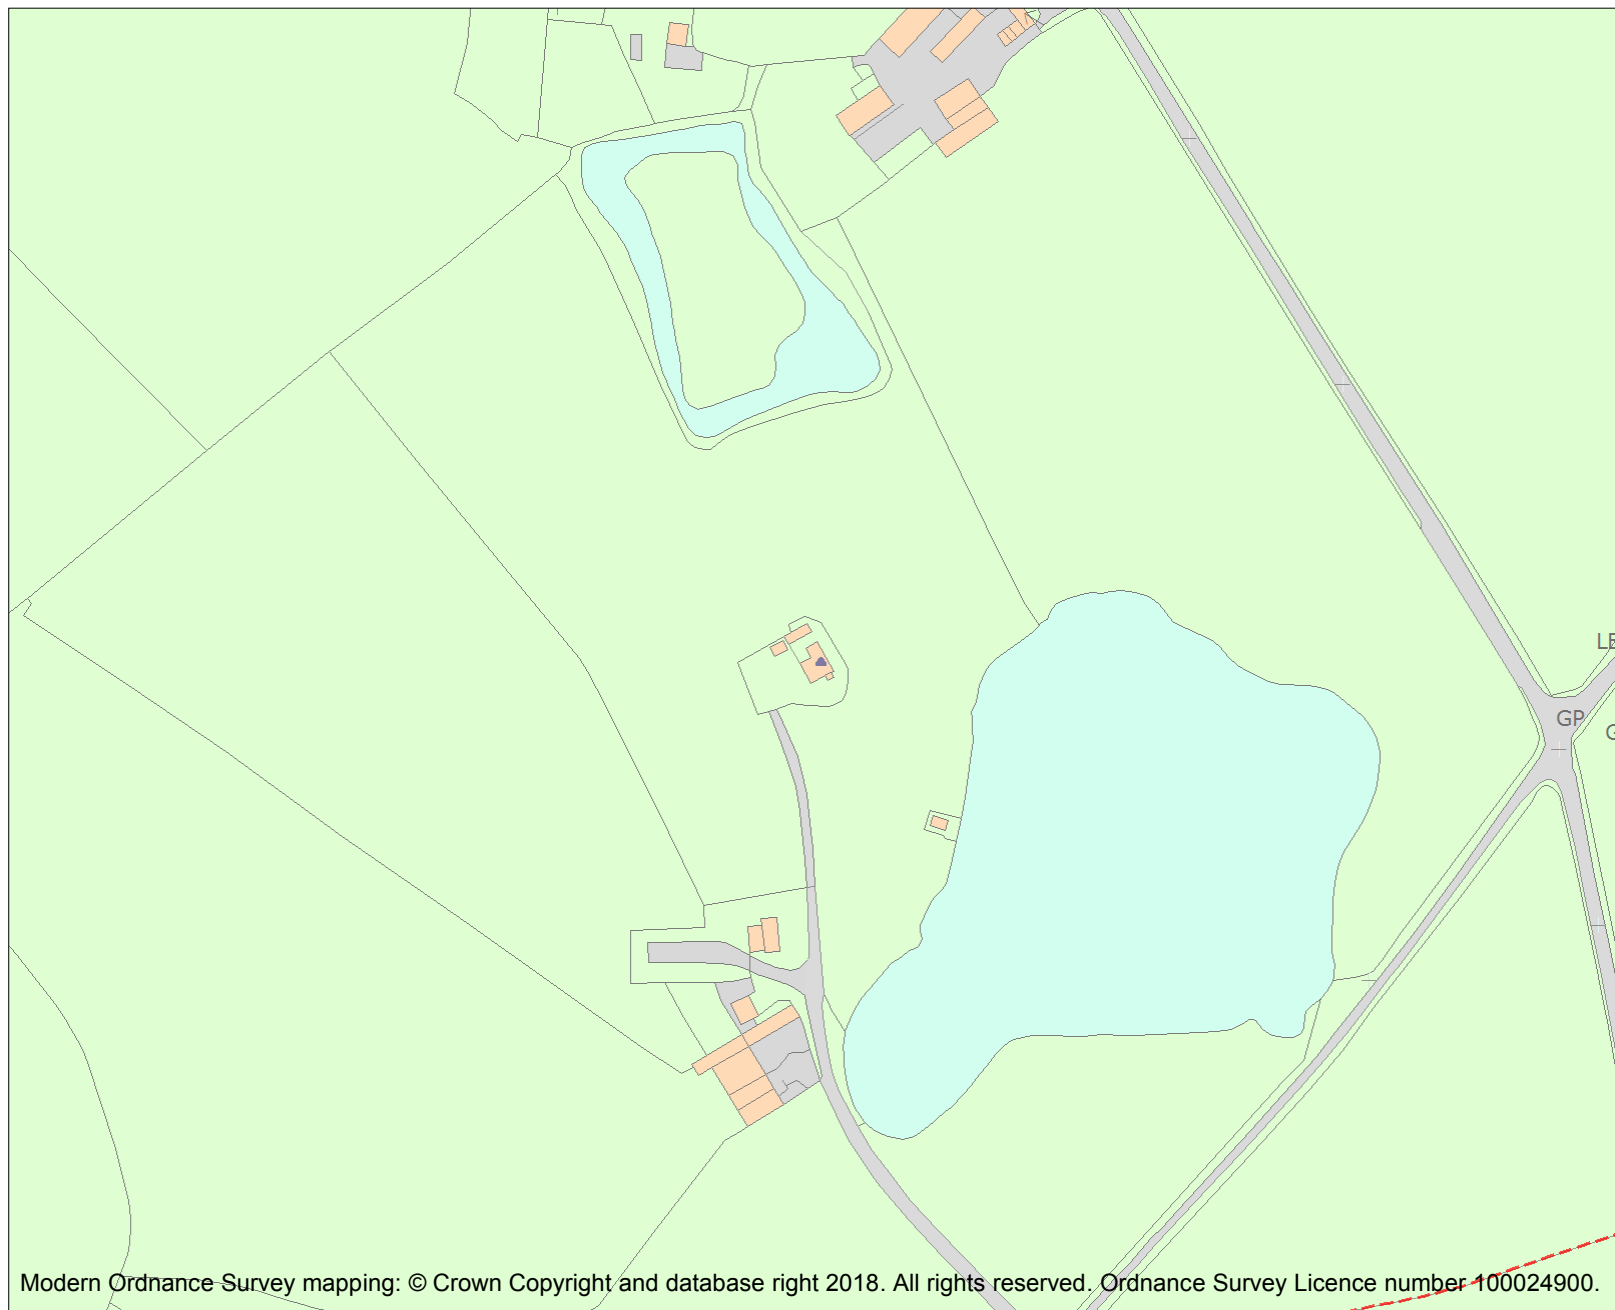 GP
Modern Ordnance Survey mapping: © Crown Copyright and database right 2018. All rights reserved. Ordnance Survey Licence number 100024900.